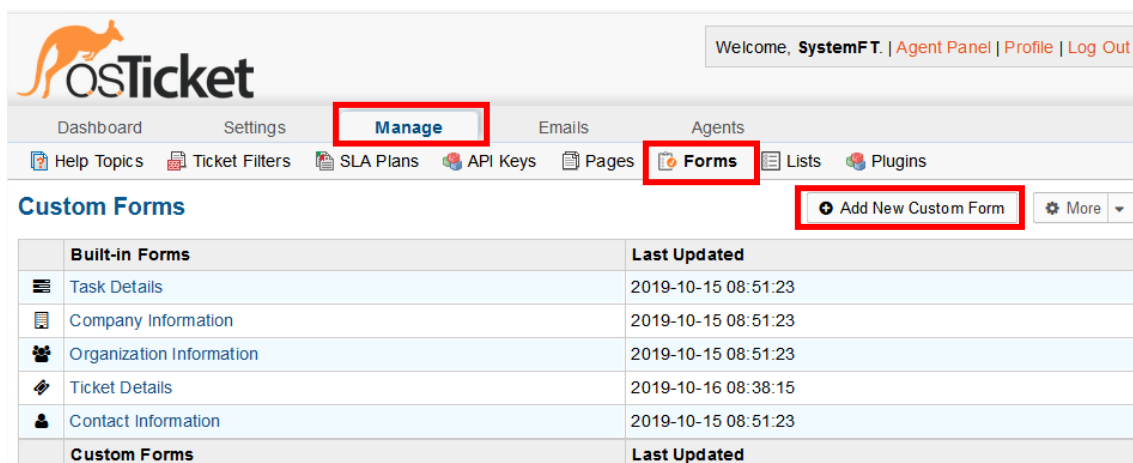 osTicket
Welcome, SystemFT. | Agent Panel | Profile | Log Out
Dashboard Settings Manage Emails Agents
Help Topics Ticket Filters SLA Plans API Keys Pages Forms Lists Plugins
Custom Forms Add New Custom Form More
Built-in Forms Last Updated
Task Details 2019-10-15 08:51:23
Company Information 2019-10-15 08:51:23
Organization Information 2019-10-15 08:51:23
Ticket Details 2019-10-16 08:38:15
Contact Information 2019-10-15 08:51:23
Custom Forms Last Updated